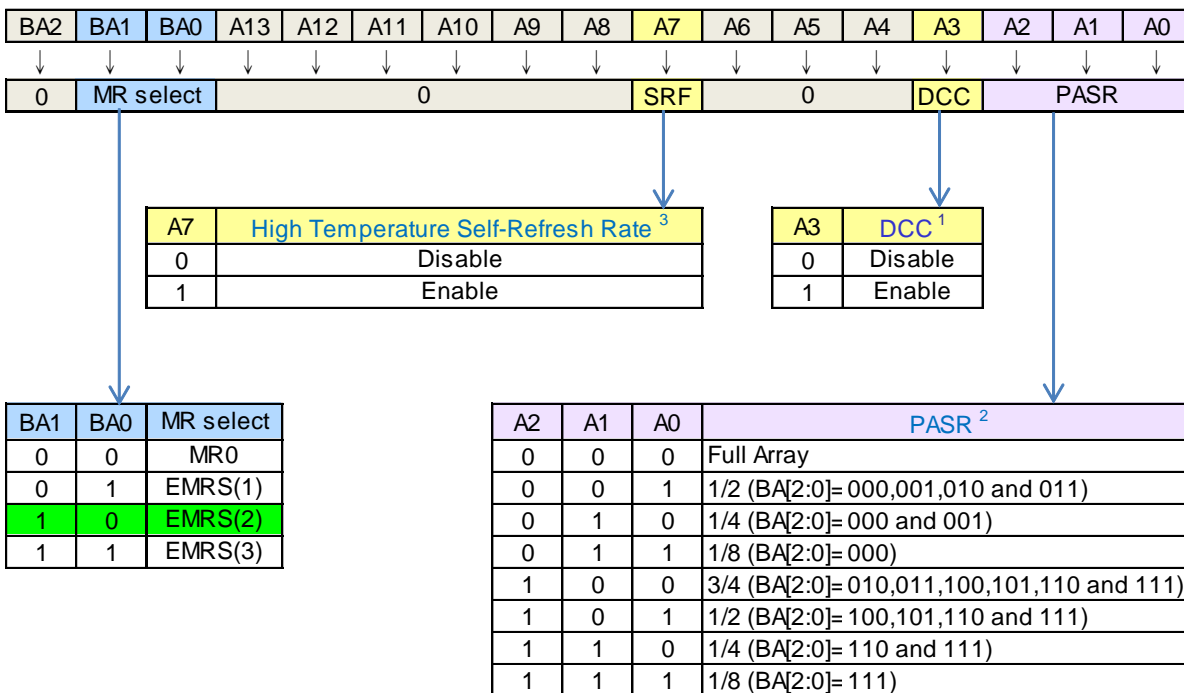 BA2 BA1 BA0 A13 A12 A11 A10 A9 A8 A7 A6 A5 A4 A3 A2 A1 A0
0 MR select 0 SRF 0 DCC PASR
A7 High Temperature Self-Refresh Rate 3
0 Disable
1 Enable
A3 DCC 1
0 Disable
1 Enable
BA1 BA0 MR select
0 0 MR0
0 1 EMRS(1)
1 0 EMRS(2)
1 1 EMRS(3)
A2 A1 A0 PASR 2
0 0 0 Full Array
0 0 1 1/2 (BA[2:0]=000,001,010 and 011)
0 1 0 1/4 (BA[2:0]=000 and 001)
0 1 1 1/8 (BA[2:0]=000)
1 0 0 3/4 (BA[2:0]=010,011,100,101,110 and 111)
1 0 1 1/2 (BA[2:0]=100,101,110 and 111)
1 1 0 1/4 (BA[2:0]=110 and 111)
1 1 1 1/8 (BA[2:0]=111)